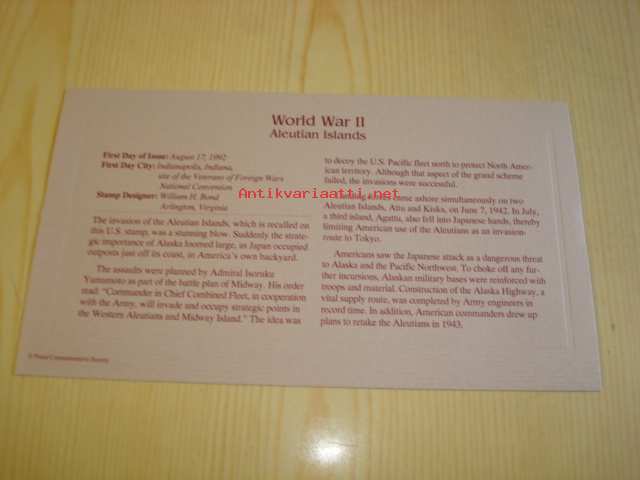 World War II
Aleutian Islands
First Day of Issue: August 17, 1992
First Day City: Indianapolis, Indiana,
site of the Veterans of Foreign Wars
National Convention
Stamp Designer: William H. Bond
Arlington, Virginia
The invasion of the Aleutian Islands, which is recalled on
this U.S. stamp, was a stunning blow. Suddenly the strate-
gic importance of Alaska loomed large, as Japan occupied
outposts just off its coast, in America's own backyard.
The assaults were planned by Admiral Isoruku
Yamamoto as part of the battle plan of Midway. His order
read: "Commander in Chief Combined Fleet, in cooperation
with the Army, will invade and occupy strategic points in
the Western Aleutians and Midway Island." The idea was
to decoy the U.S. Pacific fleet north to protect North Amer-
ican territory. Although that aspect of the grand scheme
failed, the invasions were successful.
came ashore simultaneously on two
Aleutian Islands, Attu and Kiska, on June 7, 1942. In July,
a third island, Agattu, also fell into Japanese hands, thereby
limiting American use of the Aleutians as an invasion
route to Tokyo.
Americans saw the Japanese attack as a dangerous threat
to Alaska and the Pacific Northwest. To choke off any fur-
ther incursions, Alaskan military bases were reinforced with
troops and material. Construction of the Alaska Highway, a
vital supply route, was completed by Army engineers in
record time. In addition, American commanders drew up
plans to retake the Aleutians in 1943.
© Postal Commemorative Society
Antikvariaatti.net